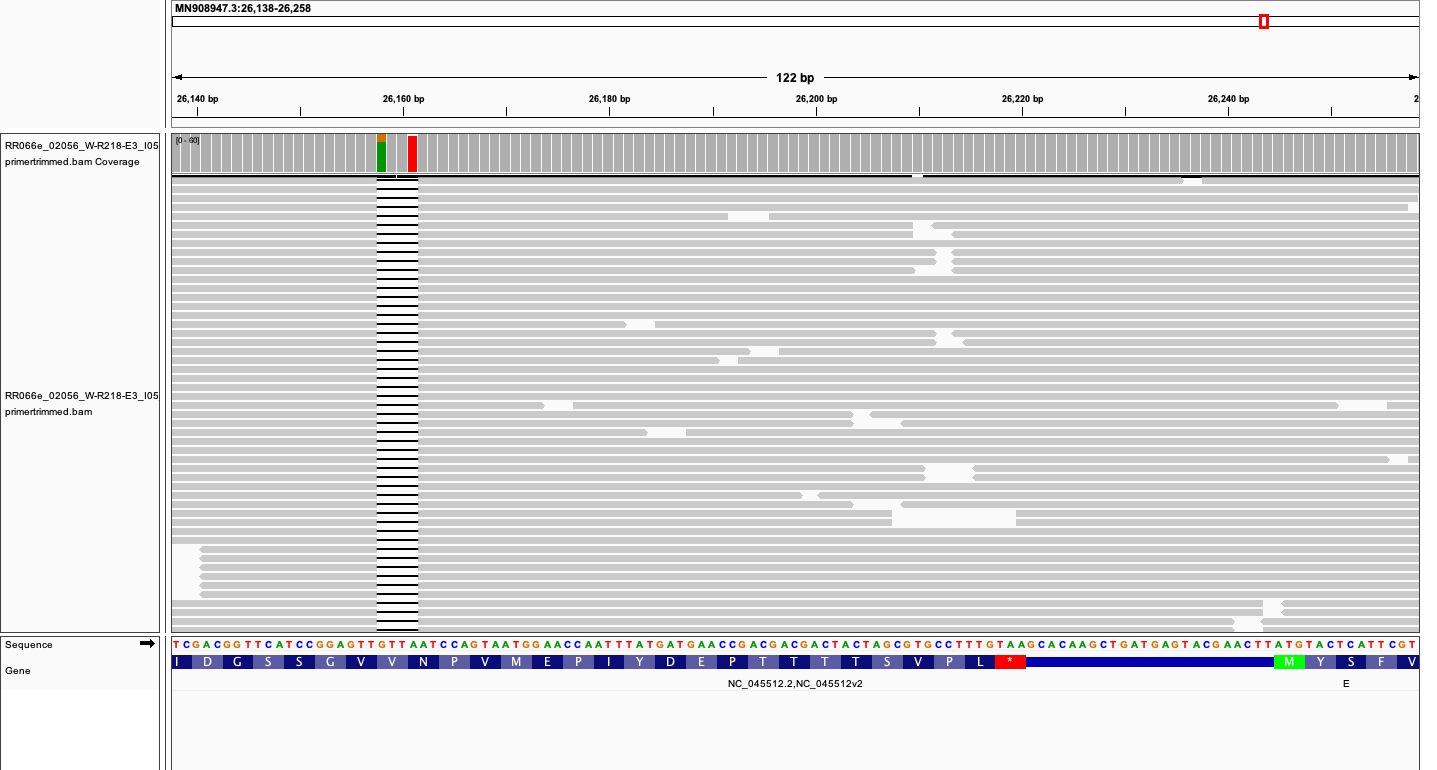 MN908947.3:26,138-26,258
122 bp
26,140 bp 26,160 bp 26,180 bp 26,200 bp 26,220 bp 26,240 bp 2
RR066e_02056_W-R218-E3_I05
primertrimmed.bam Coverage
[0 - 60]
RR066e_02056_W-R218-E3_I05
primertrimmed.bam
Sequence
T C G A C G G T T C A T C C G G A G T T G T T A A T C C A G T A A T G G A A C C A A T T T A T G A T G A A C C G A C G A C G A C T A C T A G C G T G C C T T T G T A A G C A C A A G C T G A T G A G T A C G A A C T T A T G T A C T C A T T C G T
Gene
I D G S S G V V N P V M E P I Y D E P T T T T S V P L * M Y S F V
NC_045512.2,NC_045512v2 E